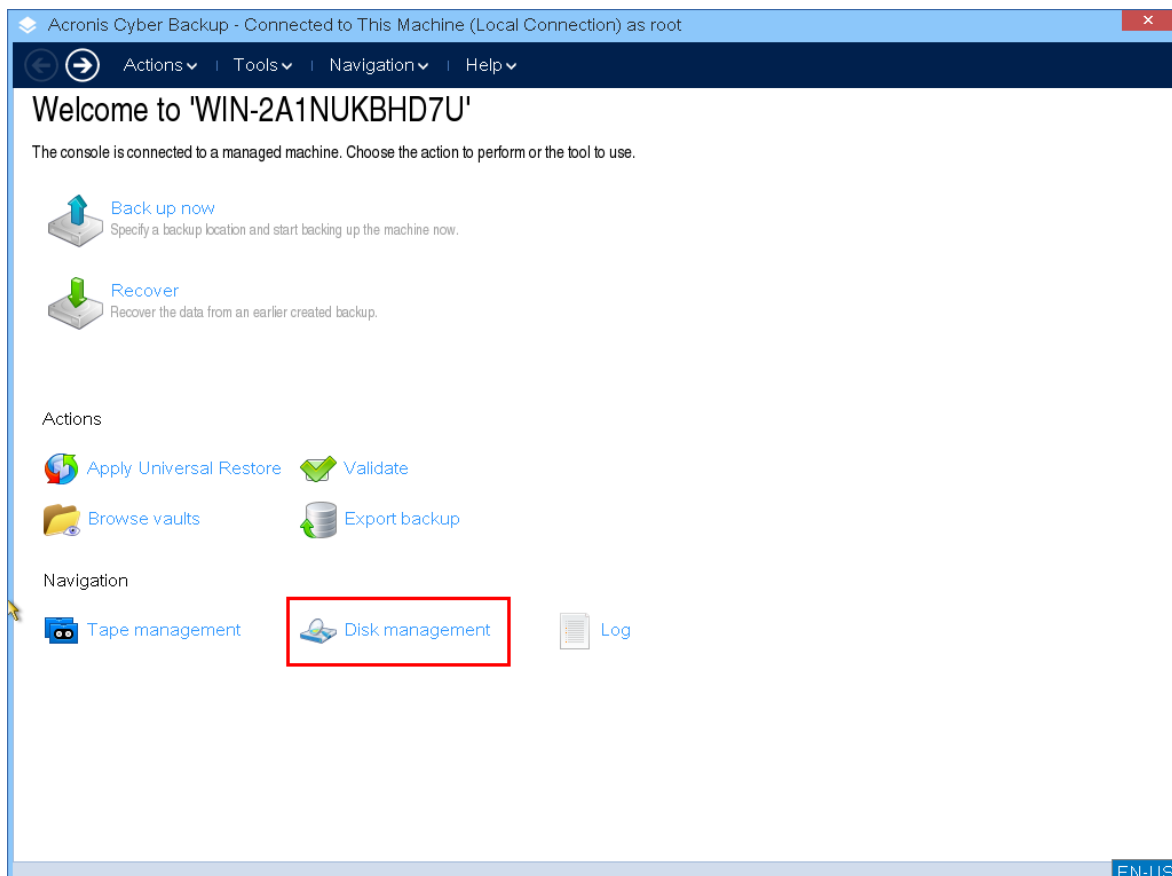 Acronis Cyber Backup - Connected to This Machine (Local Connection) as root
Actions Tools Navigation Help
Welcome to 'WIN-2A1NUKBHD7U'
The console is connected to a managed machine. Choose the action to perform or the tool to use.
Back up now
Specify a backup location and start backing up the machine now.
Recover
Recover the data from an earlier created backup.
Actions
Apply Universal Restore Validate
Browse vaults Export backup
Navigation
Tape management Disk management Log
EN-US